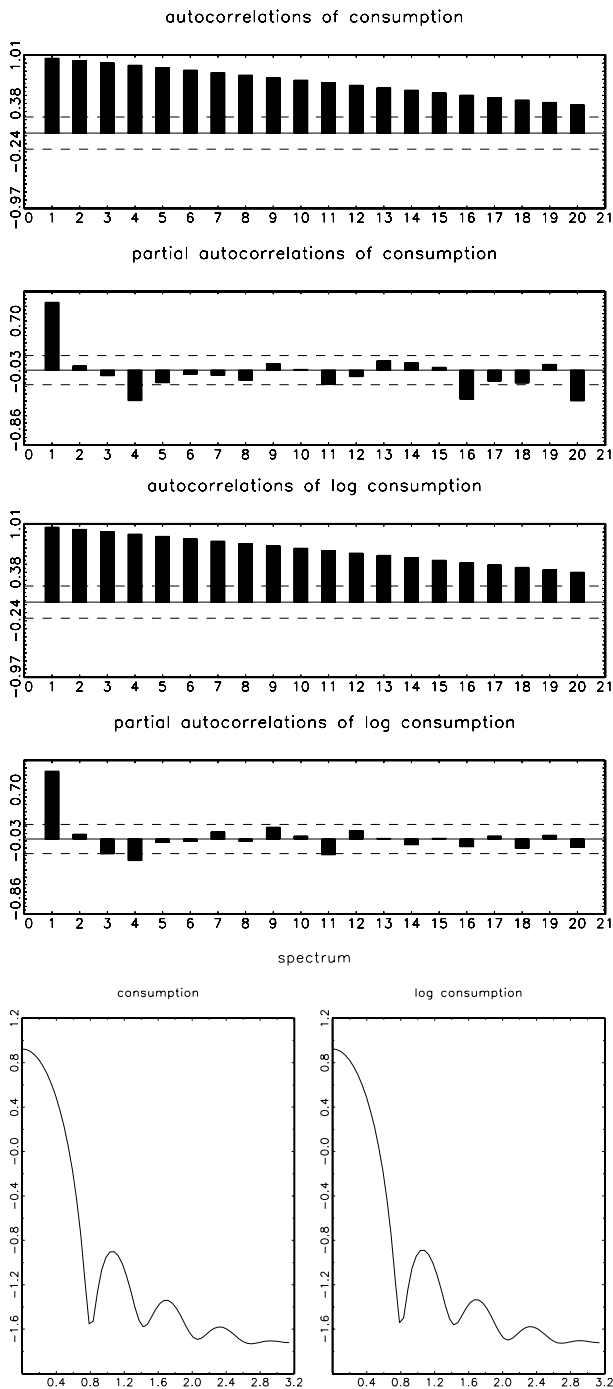 autocorrelations of consumption
1.01
0.38
-0.24
-0.97
0 1 2 3 4 5 6 7 8 9 10 11 12 13 14 15 16 17 18 19 20 21
partial autocorrelations of consumption
0.70
-0.03
-0.86
0 1 2 3 4 5 6 7 8 9 10 11 12 13 14 15 16 17 18 19 20 21
autocorrelations of log consumption
1.01
0.38
-0.24
-0.97
0 1 2 3 4 5 6 7 8 9 10 11 12 13 14 15 16 17 18 19 20 21
partial autocorrelations of log consumption
0.70
-0.03
-0.86
0 1 2 3 4 5 6 7 8 9 10 11 12 13 14 15 16 17 18 19 20 21
spectrum
consumption
1.2
0.8
0.4
-0.0
-0.4
-0.8
-1.2
-1.6
0.4 0.8 1.2 1.6 2.0 2.4 2.8 3.2
log consumption
1.2
0.8
0.4
-0.0
-0.4
-0.8
-1.2
-1.6
0.4 0.8 1.2 1.6 2.0 2.4 2.8 3.2